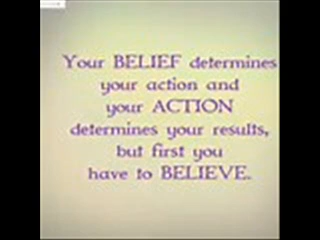 Your BELIEF determines
your action and
your ACTION
determines your results,
but first you
have to BELIEVE.